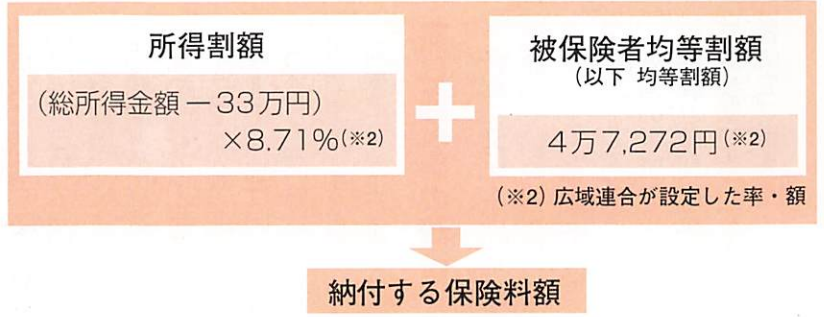 所得割額
(総所得金額－33万円)
×8.71%(※2)
＋
被保険者均等割額
(以下 均等割額)
4万7,272円(※2)
(※2) 広域連合が設定した率・額
納付する保険料額